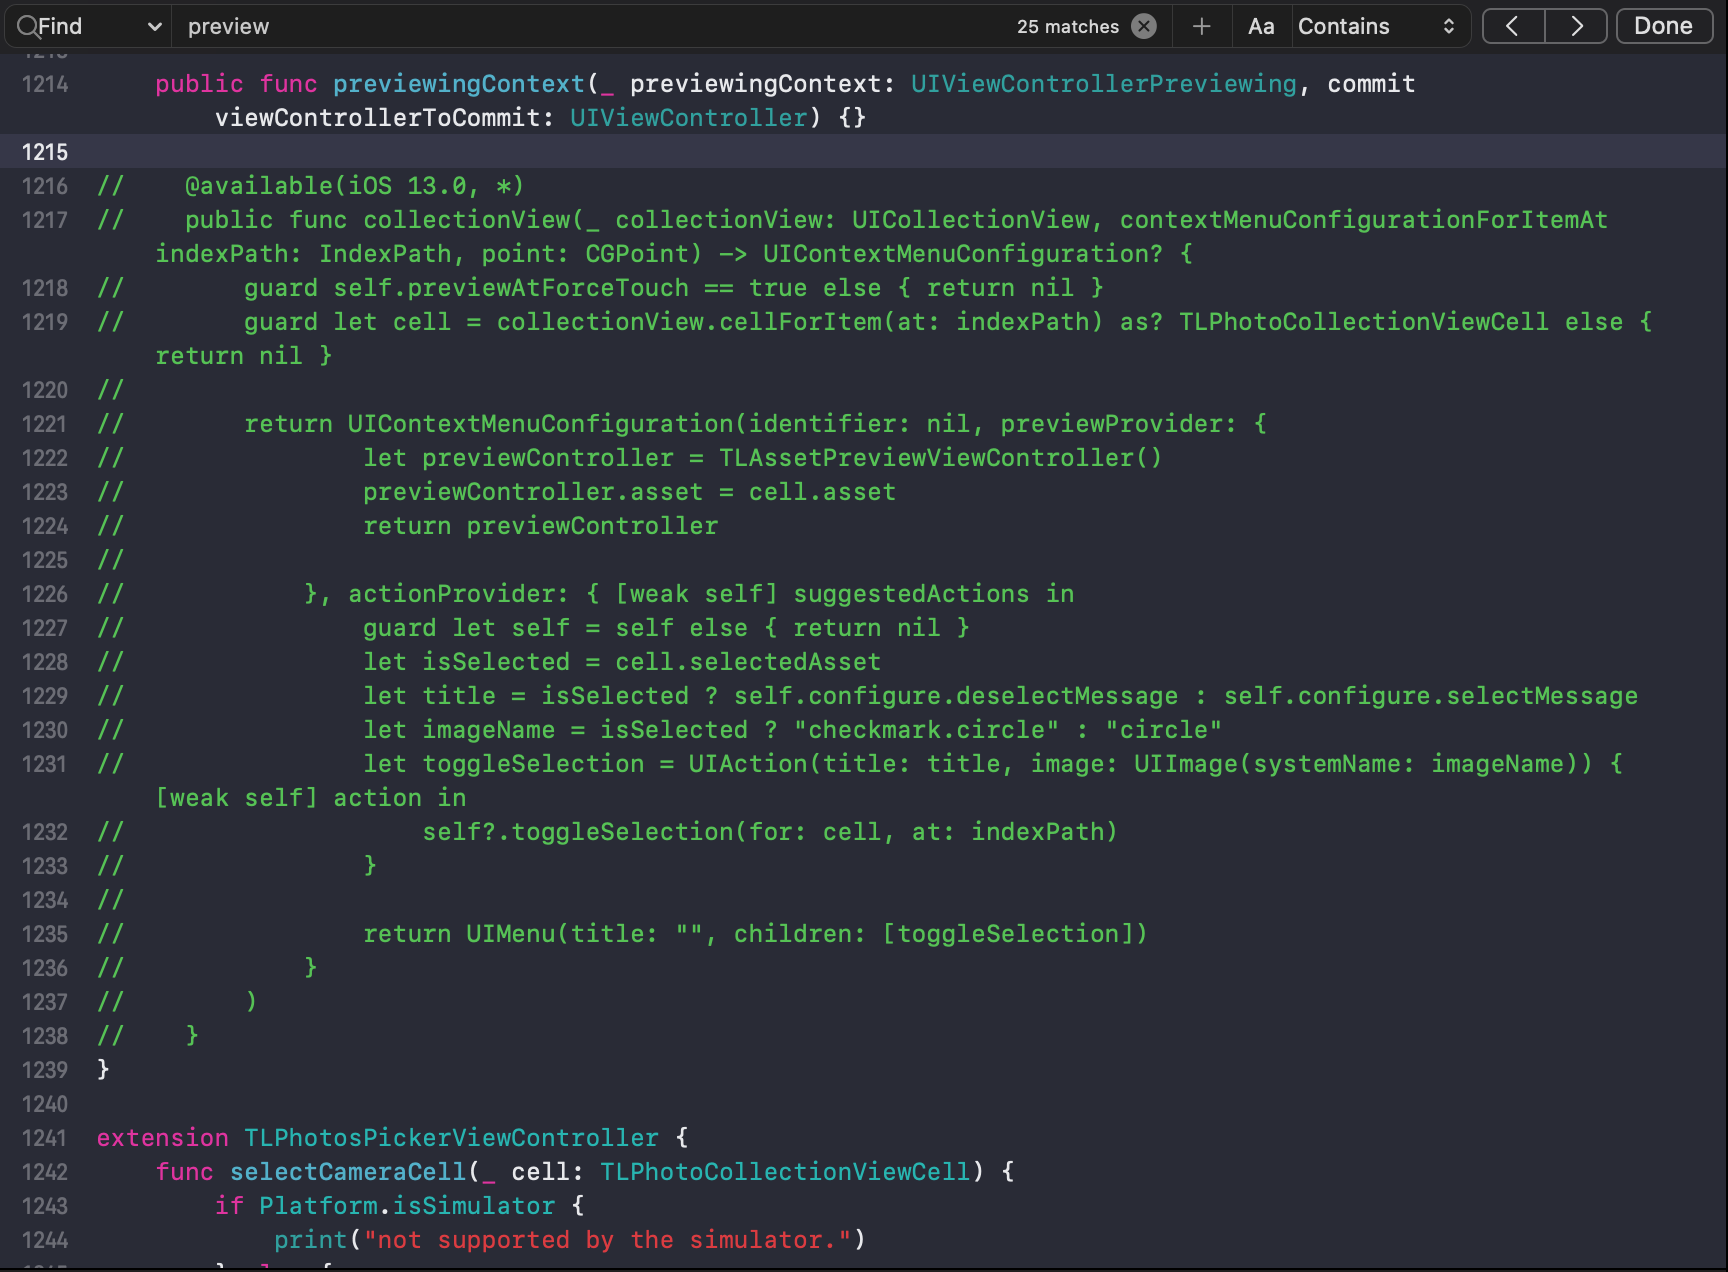 Find preview 25 matches Aa Contains Done
1214 public func previewingContext(_ previewingContext: UIViewControllerPreviewing, commit
viewControllerToCommit: UIViewController) {}
1215
1216 //    @available(iOS 13.0, *)
1217 //    public func collectionView(_ collectionView: UICollectionView, contextMenuConfigurationForItemAt
indexPath: IndexPath, point: CGPoint) -> UIContextMenuConfiguration? {
1218 //        guard self.previewAtForceTouch == true else { return nil }
1219 //        guard let cell = collectionView.cellForItem(at: indexPath) as? TLPhotoCollectionViewCell else {
return nil }
1220 //
1221 //        return UIContextMenuConfiguration(identifier: nil, previewProvider: {
1222 //                let previewController = TLAssetPreviewViewController()
1223 //                previewController.asset = cell.asset
1224 //                return previewController
1225 //
1226 //            }, actionProvider: { [weak self] suggestedActions in
1227 //                guard let self = self else { return nil }
1228 //                let isSelected = cell.selectedAsset
1229 //                let title = isSelected ? self.configure.deselectMessage : self.configure.selectMessage
1230 //                let imageName = isSelected ? "checkmark.circle" : "circle"
1231 //                let toggleSelection = UIAction(title: title, image: UIImage(systemName: imageName)) {
[weak self] action in
1232 //                    self?.toggleSelection(for: cell, at: indexPath)
1233 //                }
1234 //
1235 //                return UIMenu(title: "", children: [toggleSelection])
1236 //            }
1237 //        )
1238 //    }
1239 }
1240
1241 extension TLPhotosPickerViewController {
1242     func selectCameraCell(_ cell: TLPhotoCollectionViewCell) {
1243         if Platform.isSimulator {
1244             print("not supported by the simulator.")